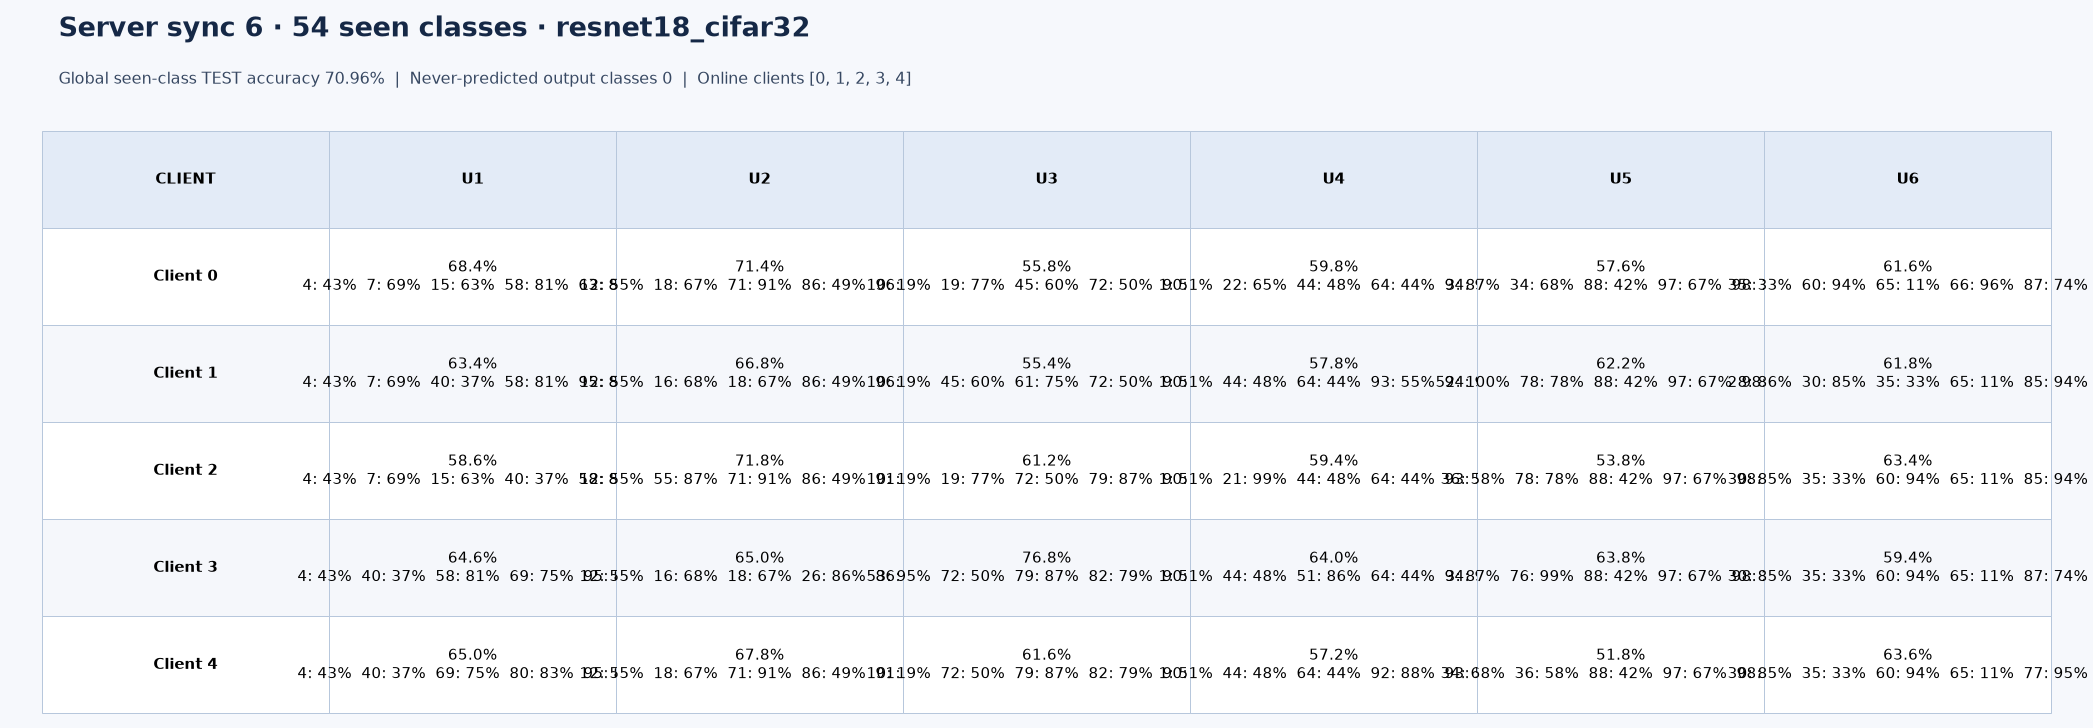 Server sync 6 · 54 seen classes · resnet18_cifar32
Global seen-class TEST accuracy 70.96% | Never-predicted output classes 0 | Online clients [0, 1, 2, 3, 4]
CLIENT U1 U2 U3 U4 U5 U6
68.4% 71.4% 55.8% 59.8% 57.6% 61.6%
Client 0
4: 43% 7: 69% 15: 63% 58: 81% 18: 67% 71: 91% 86: 49% 19: 77% 45: 60% 72: 50% 22: 65% 44: 48% 64: 44% 34: 68% 88: 42% 97: 67% 60: 94% 65: 11% 66: 96% 87: 74%
63.4% 66.8% 55.4% 57.8% 62.2% 61.8%
Client 1
4: 43% 7: 69% 40: 37% 58: 81% 16: 68% 18: 67% 86: 49% 45: 60% 61: 75% 72: 50% 44: 48% 64: 44% 93: 55% 78: 78% 88: 42% 97: 67% 30: 85% 35: 33% 65: 11% 85: 94%
58.6% 71.8% 61.2% 59.4% 53.8% 63.4%
Client 2
4: 43% 7: 69% 15: 63% 40: 37% 55: 87% 71: 91% 86: 49% 19: 77% 72: 50% 79: 87% 21: 99% 44: 48% 64: 44% 78: 78% 88: 42% 97: 67% 35: 33% 60: 94% 65: 11% 85: 94%
64.6% 65.0% 76.8% 64.0% 63.8% 59.4%
Client 3
4: 43% 40: 37% 58: 81% 69: 75% 16: 68% 18: 67% 26: 86% 72: 50% 79: 87% 82: 79% 44: 48% 51: 86% 64: 44% 76: 99% 88: 42% 97: 67% 35: 33% 60: 94% 65: 11% 87: 74%
65.0% 67.8% 61.6% 57.2% 51.8% 63.6%
Client 4
4: 43% 40: 37% 69: 75% 80: 83% 18: 67% 71: 91% 86: 49% 72: 50% 79: 87% 82: 79% 44: 48% 64: 44% 92: 88% 36: 58% 88: 42% 97: 67% 35: 33% 60: 94% 65: 11% 77: 95%